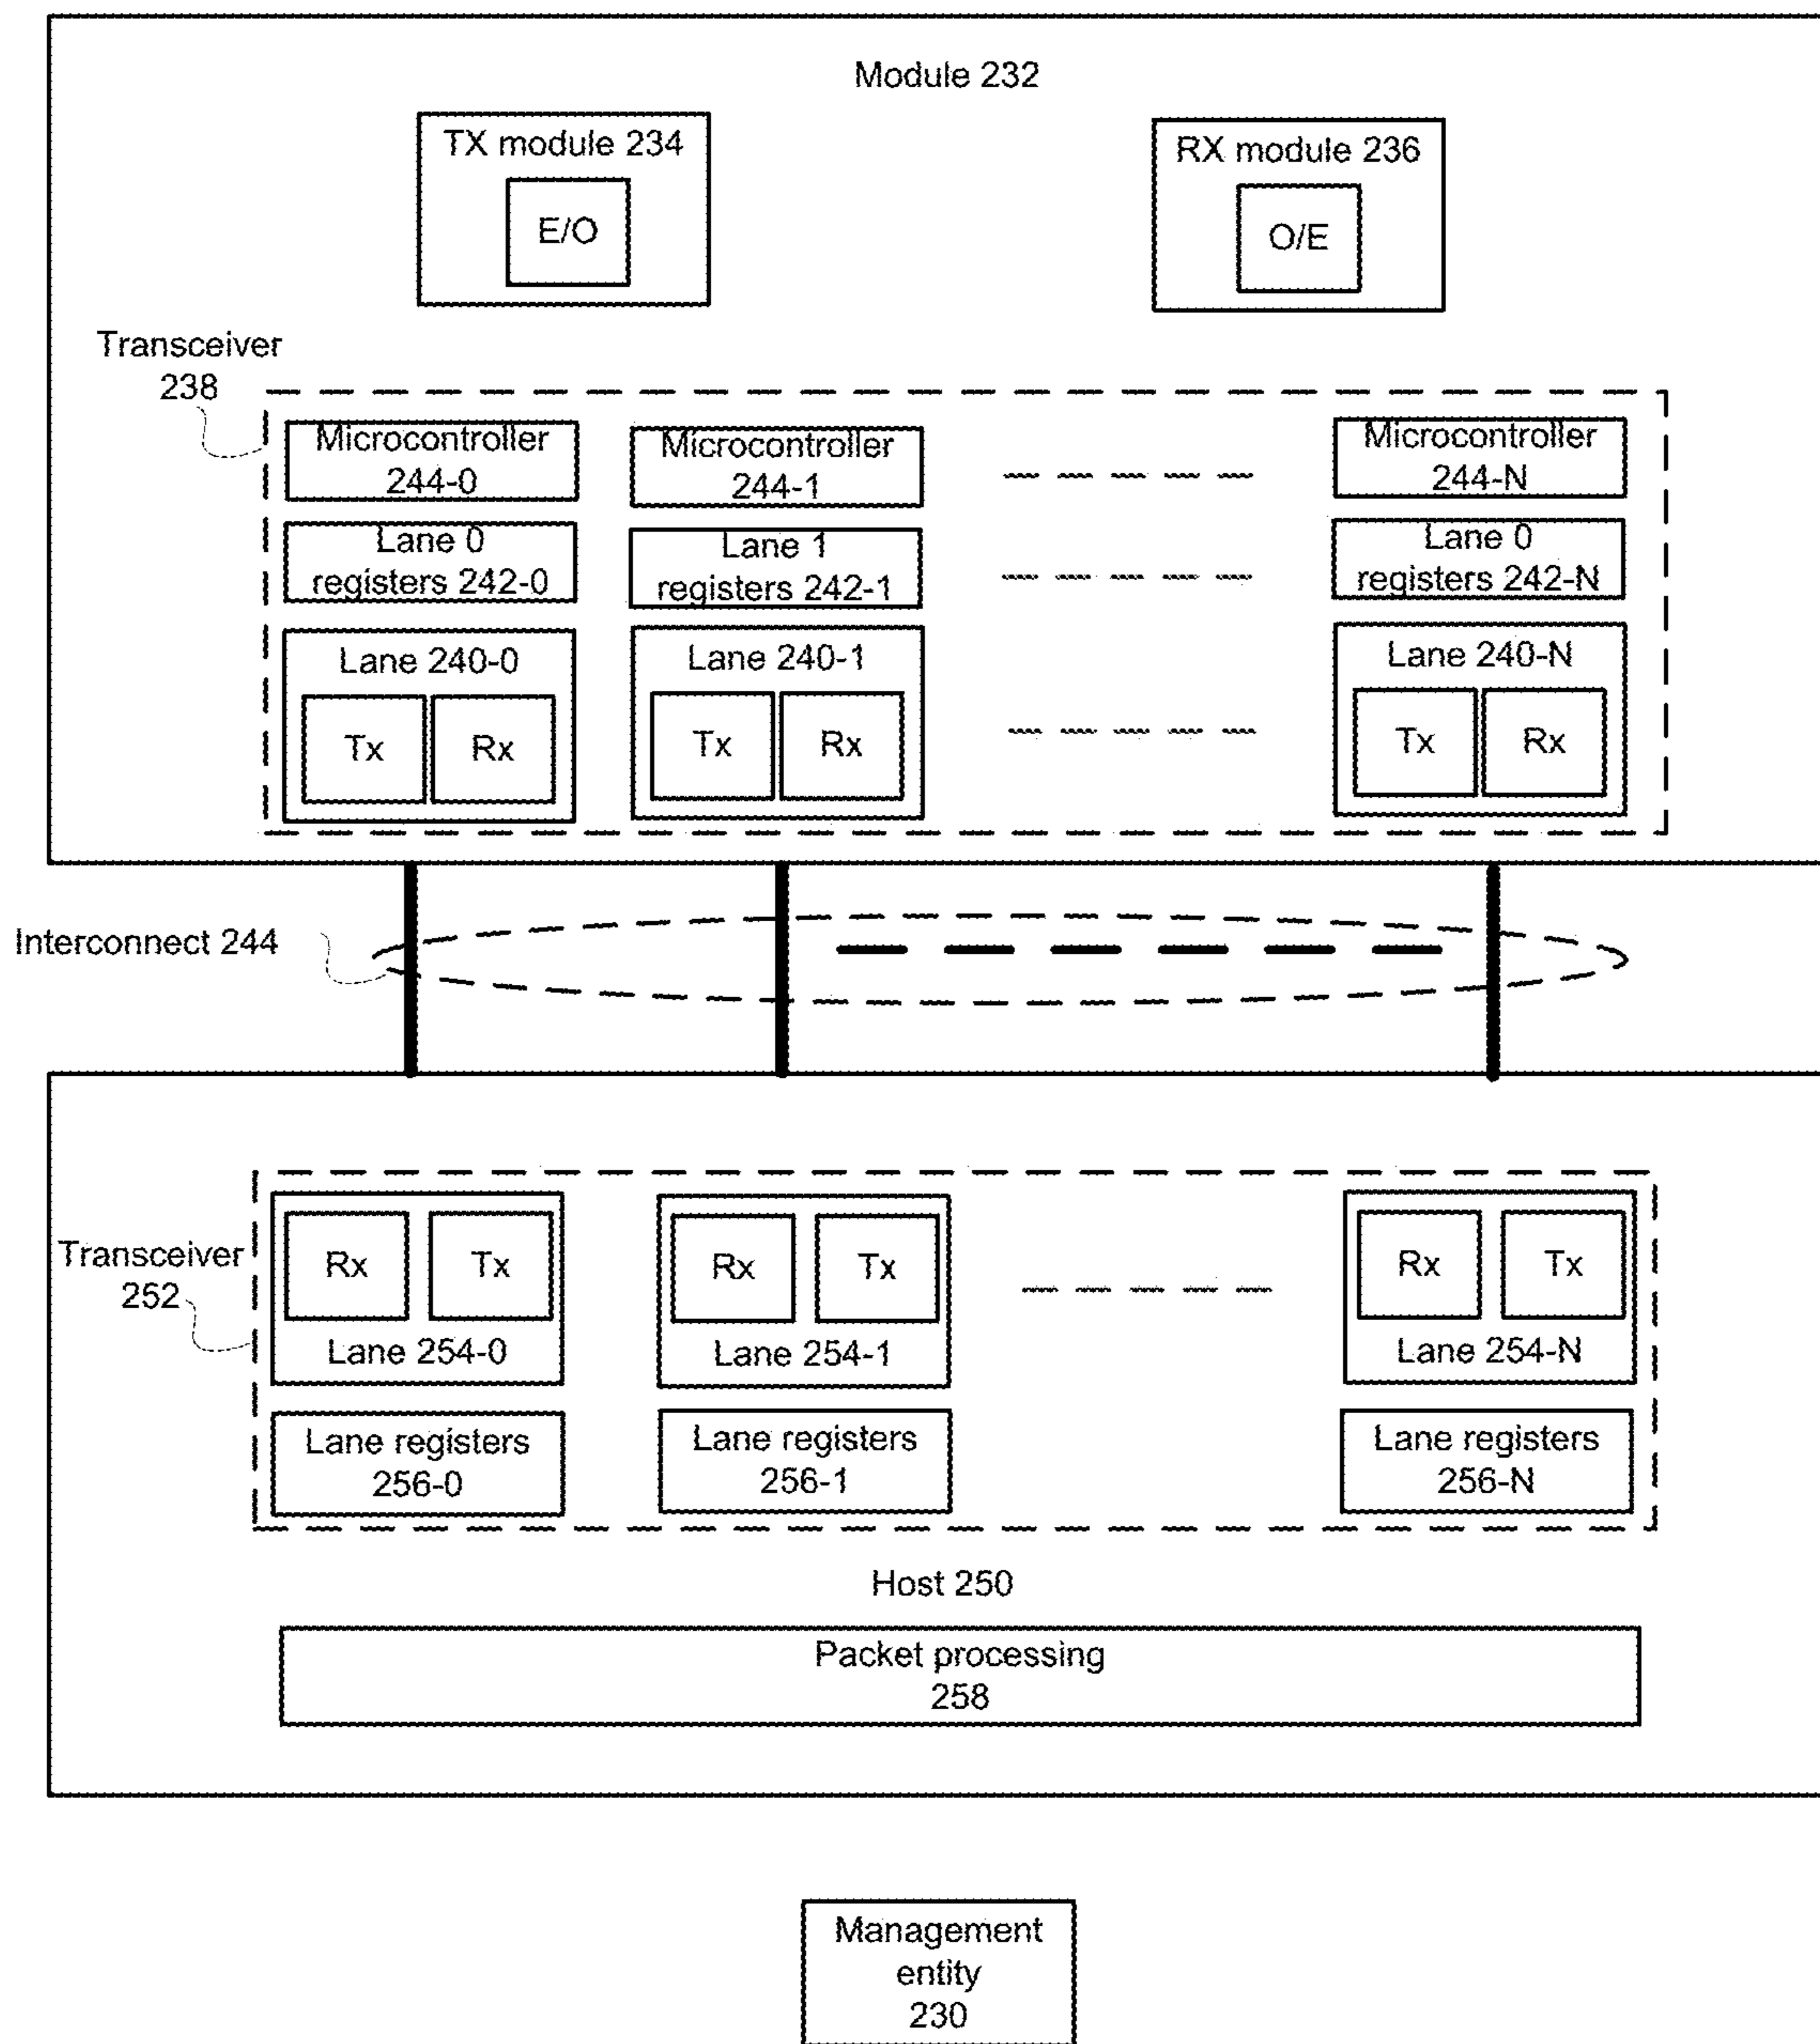 Module 232
TX module 234
E/O
RX module 236
O/E
Transceiver
238
Microcontroller
244-0
Microcontroller
244-1
Microcontroller
244-N
Lane 0
registers 242-0
Lane 1
registers 242-1
Lane 0
registers 242-N
Lane 240-0
Tx
Rx
Lane 240-1
Tx
Rx
Lane 240-N
Tx
Rx
Interconnect 244
Transceiver
252
Rx
Tx
Lane 254-0
Rx
Tx
Lane 254-1
Rx
Tx
Lane 254-N
Lane registers
256-0
Lane registers
256-1
Lane registers
256-N
Host 250
Packet processing
258
Management
entity
230